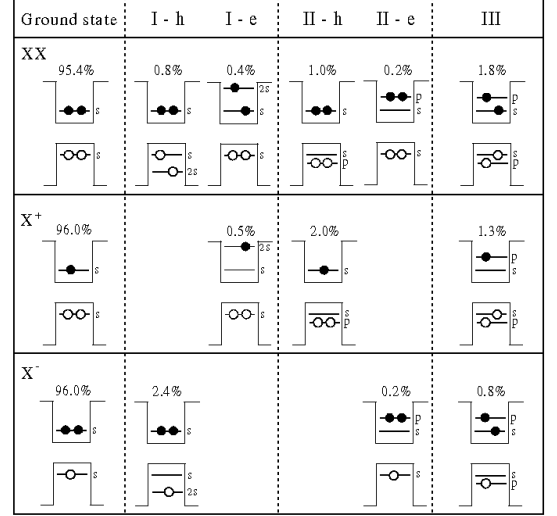 Ground state I - h I - e II - h II - e III
XX
95.4% 0.8% 0.4% 1.0% 0.2% 1.8%
2s
p
p
s s s s s s
s s s s s s
2s p p
X+
96.0% 0.5% 2.0% 1.3%
2s
p
s s s s
s s s s
p p
X-
96.0% 2.4% 0.2% 0.8%
p p
s s s s
s s s s
2s p